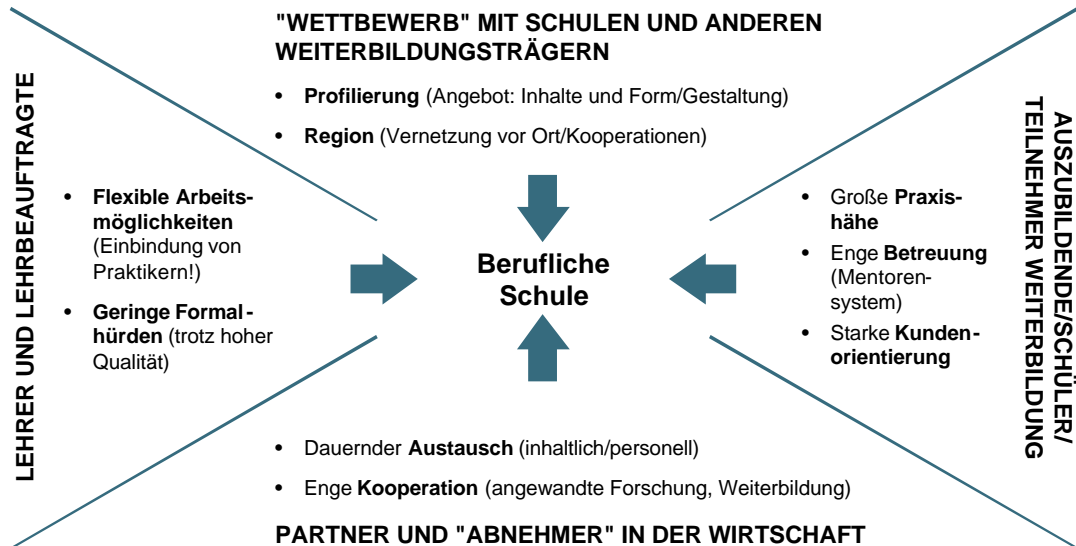 "WETTBEWERB" MIT SCHULEN UND ANDEREN
WEITERBILDUNGSTRÄGERN
• Profilierung (Angebot: Inhalte und Form/Gestaltung)
• Region (Vernetzung vor Ort/Kooperationen)
LEHRER UND LEHRBEAUFTRAGTE
• Flexible Arbeits-
möglichkeiten
(Einbindung von
Praktikern!)
• Geringe Formal-
hürden (trotz hoher
Qualität)
Berufliche
Schule
• Große Praxis-
hähe
• Enge Betreuung
(Mentoren-
system)
• Starke Kunden-
orientierung
AUSZUBILDENDE/SCHÜLER/
TEILNEHMER WEITERBILDUNG
• Dauernder Austausch (inhaltlich/personell)
• Enge Kooperation (angewandte Forschung, Weiterbildung)
PARTNER UND "ABNEHMER" IN DER WIRTSCHAFT